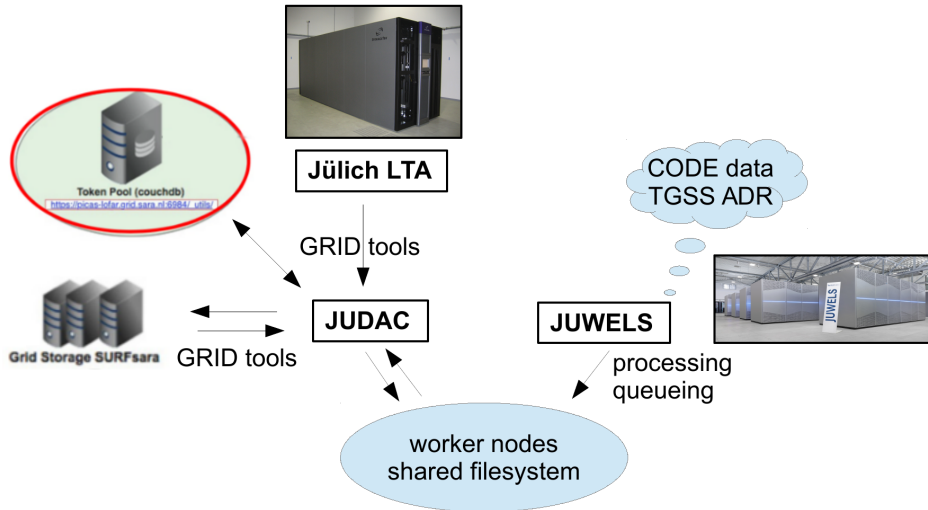 Jülich LTA
CODE data
TGSS ADR
Token Pool (couchdb)
https://picas-lofar.grid.sara.nl:6984/_utils/
GRID tools
JUDAC
JUWELS
JUWELS
Grid Storage SURFsara
GRID tools
processing
queueing
worker nodes
shared filesystem